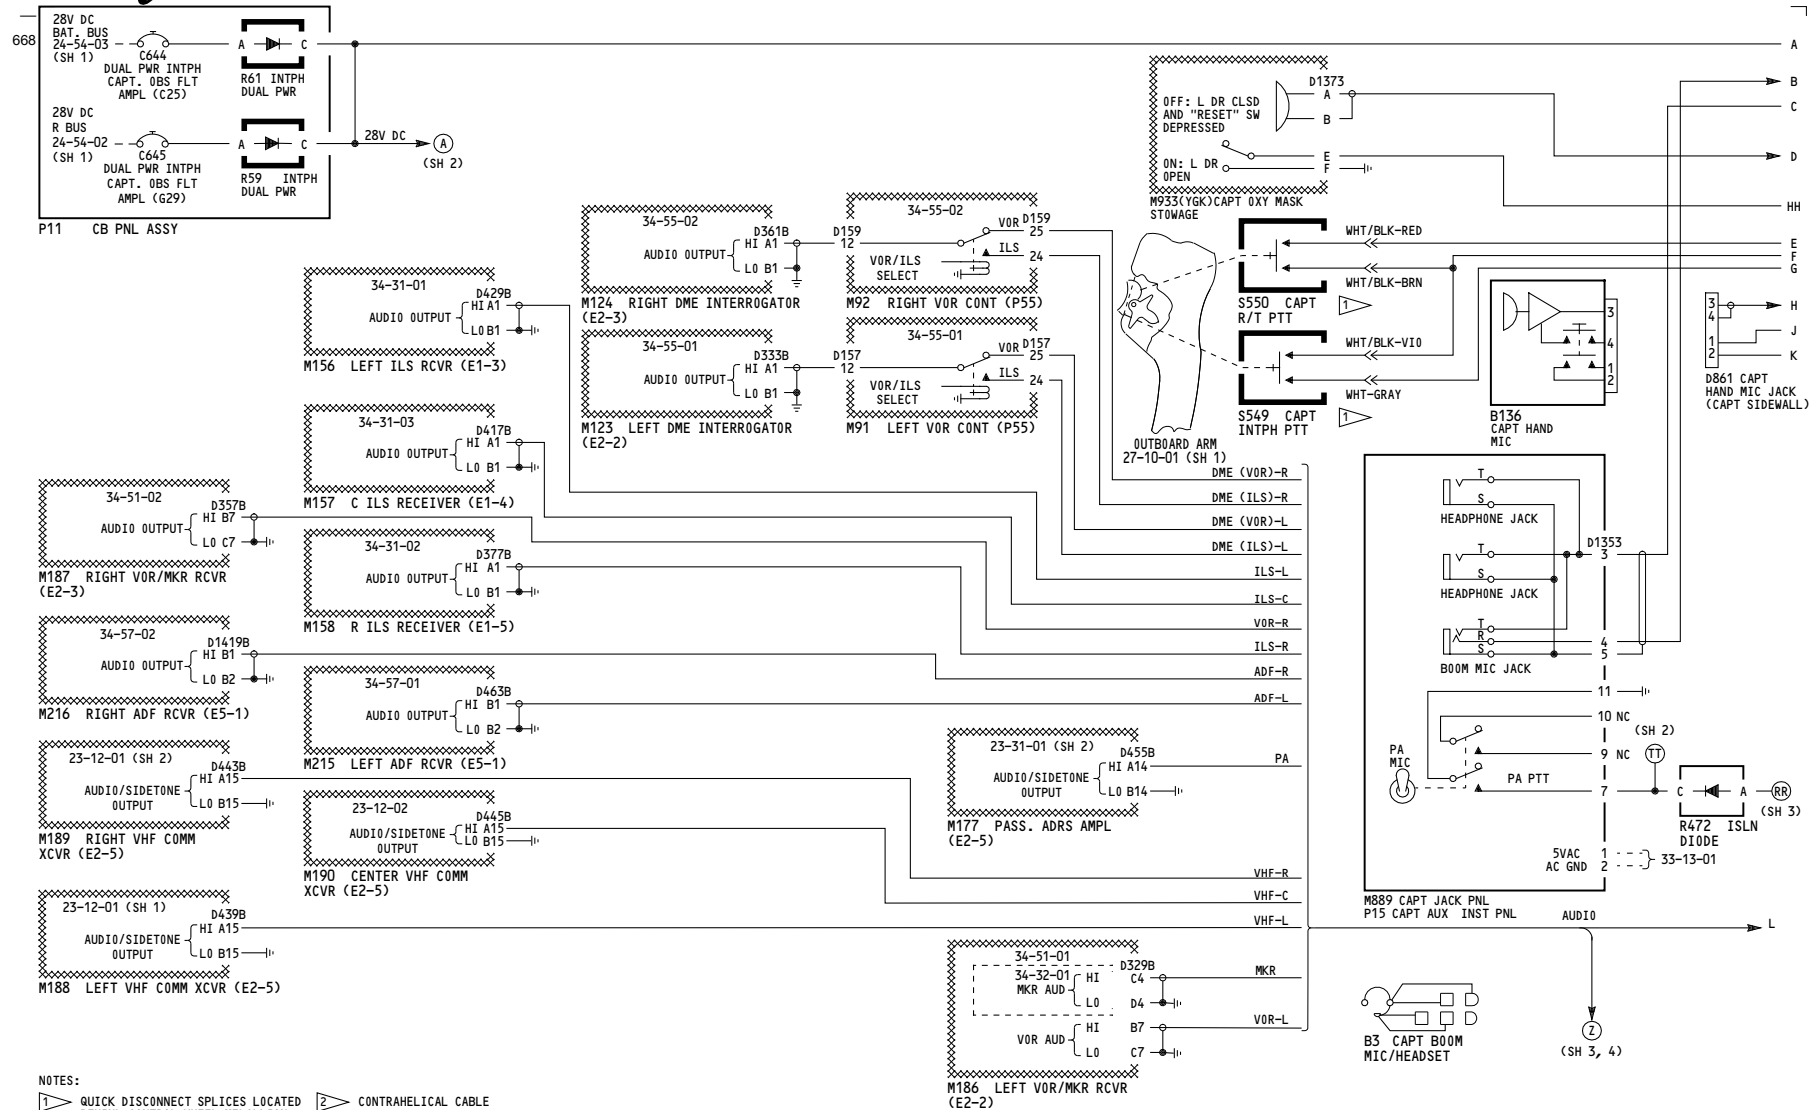 668
28V DC
BAT. BUS
24-54-03
(SH 1)
C644
DUAL PWR INTPH
CAPT. OBS FLT
AMPL (C25)
A C
R61 INTPH
DUAL PWR
28V DC
R BUS
24-54-02
(SH 1)
C645
DUAL PWR INTPH
CAPT. OBS FLT
AMPL (G29)
A C
R59 INTPH
DUAL PWR
28V DC
A
(SH 2)
P11 CB PNL ASSY
34-31-01
D429B
AUDIO OUTPUT
HI A1
LO B1
M156 LEFT ILS RCVR (E1-3)
34-31-03
D417B
AUDIO OUTPUT
HI A1
LO B1
M157 C ILS RECEIVER (E1-4)
34-31-02
D377B
AUDIO OUTPUT
HI A1
LO B1
M158 R ILS RECEIVER (E1-5)
34-51-02
D357B
AUDIO OUTPUT
HI B7
LO C7
M187 RIGHT VOR/MKR RCVR
(E2-3)
34-57-02
D1419B
AUDIO OUTPUT
HI B1
LO B2
M216 RIGHT ADF RCVR (E5-1)
34-57-01
D463B
AUDIO OUTPUT
HI B1
LO B2
M215 LEFT ADF RCVR (E5-1)
23-12-01 (SH 2)
D443B
HI A15
AUDIO/SIDETONE
OUTPUT
LO B15
M189 RIGHT VHF COMM
XCVR (E2-5)
23-12-02
D445B
HI A15
AUDIO/SIDETONE
OUTPUT
LO B15
M190 CENTER VHF COMM
XCVR (E2-5)
23-12-01 (SH 1)
D439B
HI A15
AUDIO/SIDETONE
OUTPUT
LO B15
M188 LEFT VHF COMM XCVR (E2-5)
34-55-02
D361B
AUDIO OUTPUT
HI A1
LO B1
M124 RIGHT DME INTERROGATOR
(E2-3)
34-55-01
D333B
AUDIO OUTPUT
HI A1
LO B1
M123 LEFT DME INTERROGATOR
(E2-2)
34-55-02
D159
12
VOR D159
25
ILS
24
VOR/ILS
SELECT
M92 RIGHT VOR CONT (P55)
34-55-01
D157
12
VOR D157
25
ILS
24
VOR/ILS
SELECT
M91 LEFT VOR CONT (P55)
OFF: L DR CLSD
AND "RESET" SW
DEPRESSED
D1373
A
B
ON: L DR
OPEN
E
F
M933(YGK)CAPT OXY MASK
STOWAGE
OUTBOARD ARM
27-10-01 (SH 1)
WHT/BLK-RED
WHT/BLK-BRN
S550 CAPT
R/T PTT
1
WHT/BLK-VIO
WHT-GRAY
S549 CAPT
INTPH PTT
1
3
4
1
2
B136
CAPT HAND
MIC
3
4
1
2
D861 CAPT
HAND MIC JACK
(CAPT SIDEWALL)
A
B
C
D
HH
E
F
G
H
J
K
DME (VOR)-R
DME (ILS)-R
DME (VOR)-L
DME (ILS)-L
ILS-L
ILS-C
VOR-R
ILS-R
ADF-R
ADF-L
PA
VHF-R
VHF-C
VHF-L
MKR
VOR-L
23-31-01 (SH 2)
D455B
HI A14
AUDIO/SIDETONE
OUTPUT
LO B14
M177 PASS. ADRS AMPL
(E2-5)
34-51-01
D329B
34-32-01
MKR AUD
HI C4
LO D4
VOR AUD
HI B7
LO C7
M186 LEFT VOR/MKR RCVR
(E2-2)
T
S
HEADPHONE JACK
T
S
HEADPHONE JACK
T
R
S
BOOM MIC JACK
D1353
3
4
5
11
10 NC
9 NC
(SH 2)
TT
PA
MIC
PA PTT
7
C A
RR
(SH 3)
R472 ISLN
DIODE
5VAC 1
AC GND 2
33-13-01
M889 CAPT JACK PNL
P15 CAPT AUX INST PNL
AUDIO
L
Z
(SH 3, 4)
B3 CAPT BOOM
MIC/HEADSET
NOTES:
1 QUICK DISCONNECT SPLICES LOCATED
2 CONTRAHELICAL CABLE